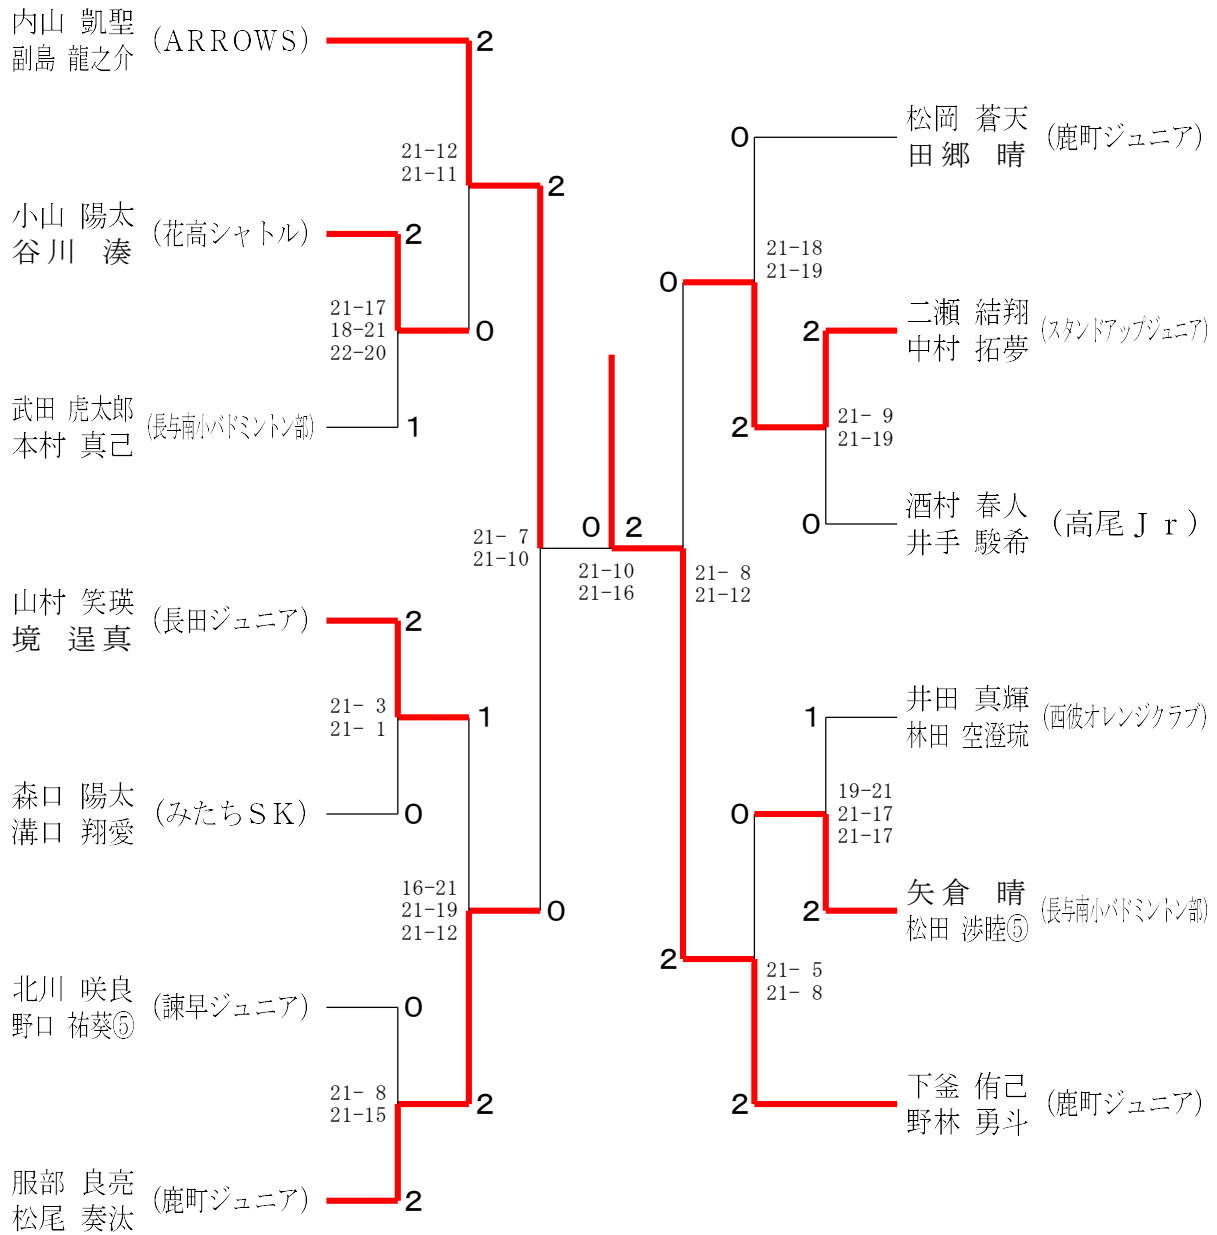 内山 凱聖
副島 龍之介
(ARROWS)
2
21-12
21-11
2
小山 陽太
谷川 湊
(花高シャトル)
2
21-17
18-21
22-20
0
武田 虎太郎
本村 真己
(長与南小バドミントン部)
1
21- 7
21-10
山村 笑瑛
境 逞真
(長田ジュニア)
2
21- 3
21- 1
1
森口 陽太
溝口 翔愛
(みたちSK)
0
16-21
21-19
21-12
0
北川 咲良
野口 祐葵⑤
(諫早ジュニア)
0
21- 8
21-15
2
服部 良亮
松尾 奏汰
(鹿町ジュニア)
2
0 2
21-10
21-16
0
松岡 蒼天
田郷 晴
(鹿町ジュニア)
0
21-18
21-19
二瀬 結翔
中村 拓夢
(スタンドアップジュニア)
2
2
21- 9
21-19
酒村 春人
井手 駿希
(高尾Jr)
0
21- 8
21-12
井田 真輝
林田 空澄琉
(西彼オレンジクラブ)
1
0
19-21
21-17
21-17
矢倉 晴
松田 渉睦⑤
(長与南小バドミントン部)
2
2
21- 5
21- 8
下釜 侑己
野林 勇斗
(鹿町ジュニア)
2